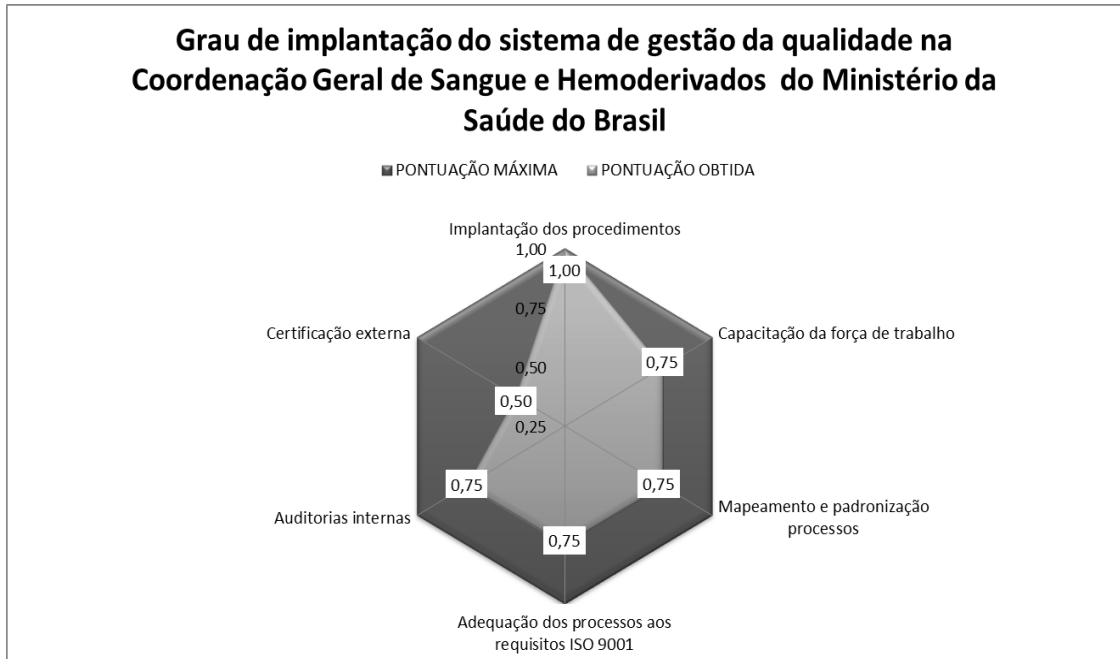 Grau de implantação do sistema de gestão da qualidade na
Coordenação Geral de Sangue e Hemoderivados do Ministério da
Saúde do Brasil
PONTUAÇÃO MÁXIMA PONTUAÇÃO OBTIDA
Implantação dos procedimentos
1,00
1,00
0,75
Certificação externa
Capacitação da força de trabalho
0,50
0,75
0,50
0,25
0,75
0,75
Auditorias internas
Mapeamento e padronização
processos
0,75
Adequação dos processos aos
requisitos ISO 9001